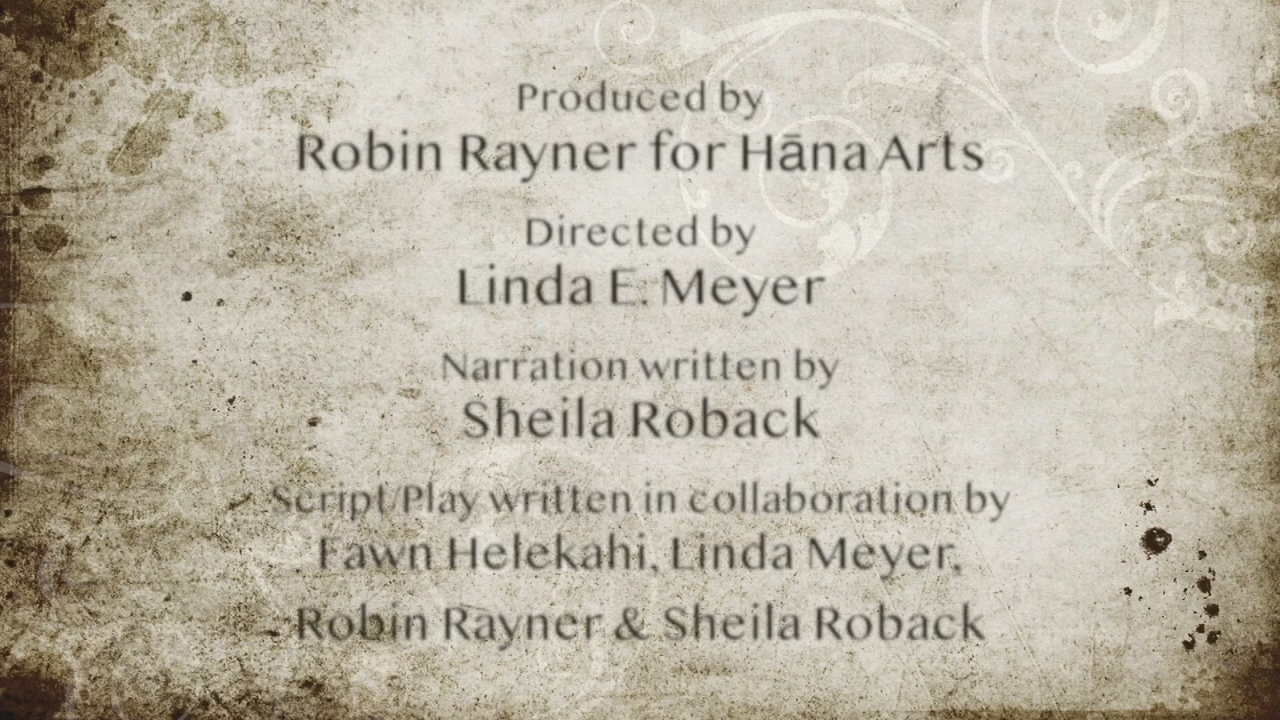 Produced by
Robin Rayner for Hāna Arts
Directed by
Linda E. Meyer
Narration written by
Sheila Roback
Script/Play written in collaboration by
Fawn Helekahi, Linda Meyer,
Robin Rayner & Sheila Roback